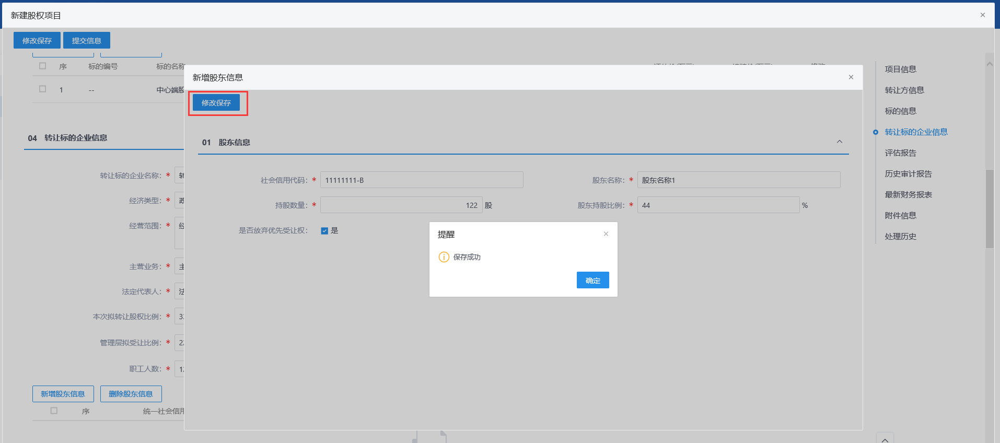 新建股权项目
×
修改保存 提交信息
序 标的编号 标的名称
1 -- 中心端股
新增股东信息
×
修改保存
04 转让标的企业信息
01 股东信息
转让标的企业名称： * 转
经济类型： *
经营范围： * 经
主营业务： * 主
法定代表人： * 法
本次拟转让股权比例： * 3
管理层拟受让比例： * 2
职工人数： * 1
社会信用代码： * 11111111-B
股东名称： * 股东名称1
持股数量： * 122 股
股东持股比例： * 44 %
是否放弃优先受让权： 是
提醒
×
保存成功
确定
新增股东信息 删除股东信息
序 统一社会信用
项目信息
转让方信息
标的信息
转让标的企业信息
评估报告
历史审计报告
最新财务报表
附件信息
处理历史